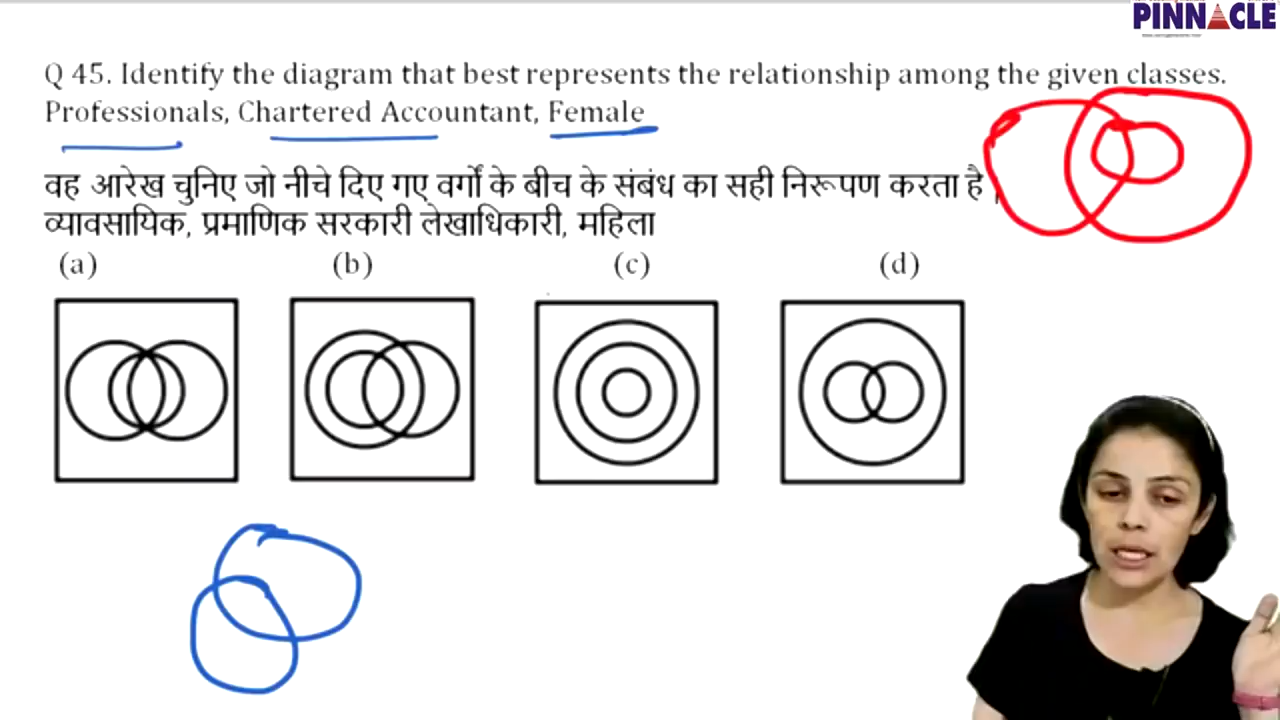 PINNACLE
Q 45. Identify the diagram that best represents the relationship among the given classes.
Professionals, Chartered Accountant, Female
वह आरेख चुनिए जो नीचे दिए गए वर्गों के बीच के संबंध का सही निरूपण करता है |
व्यावसायिक, प्रमाणिक सरकारी लेखाधिकारी, महिला
(a) (b) (c) (d)